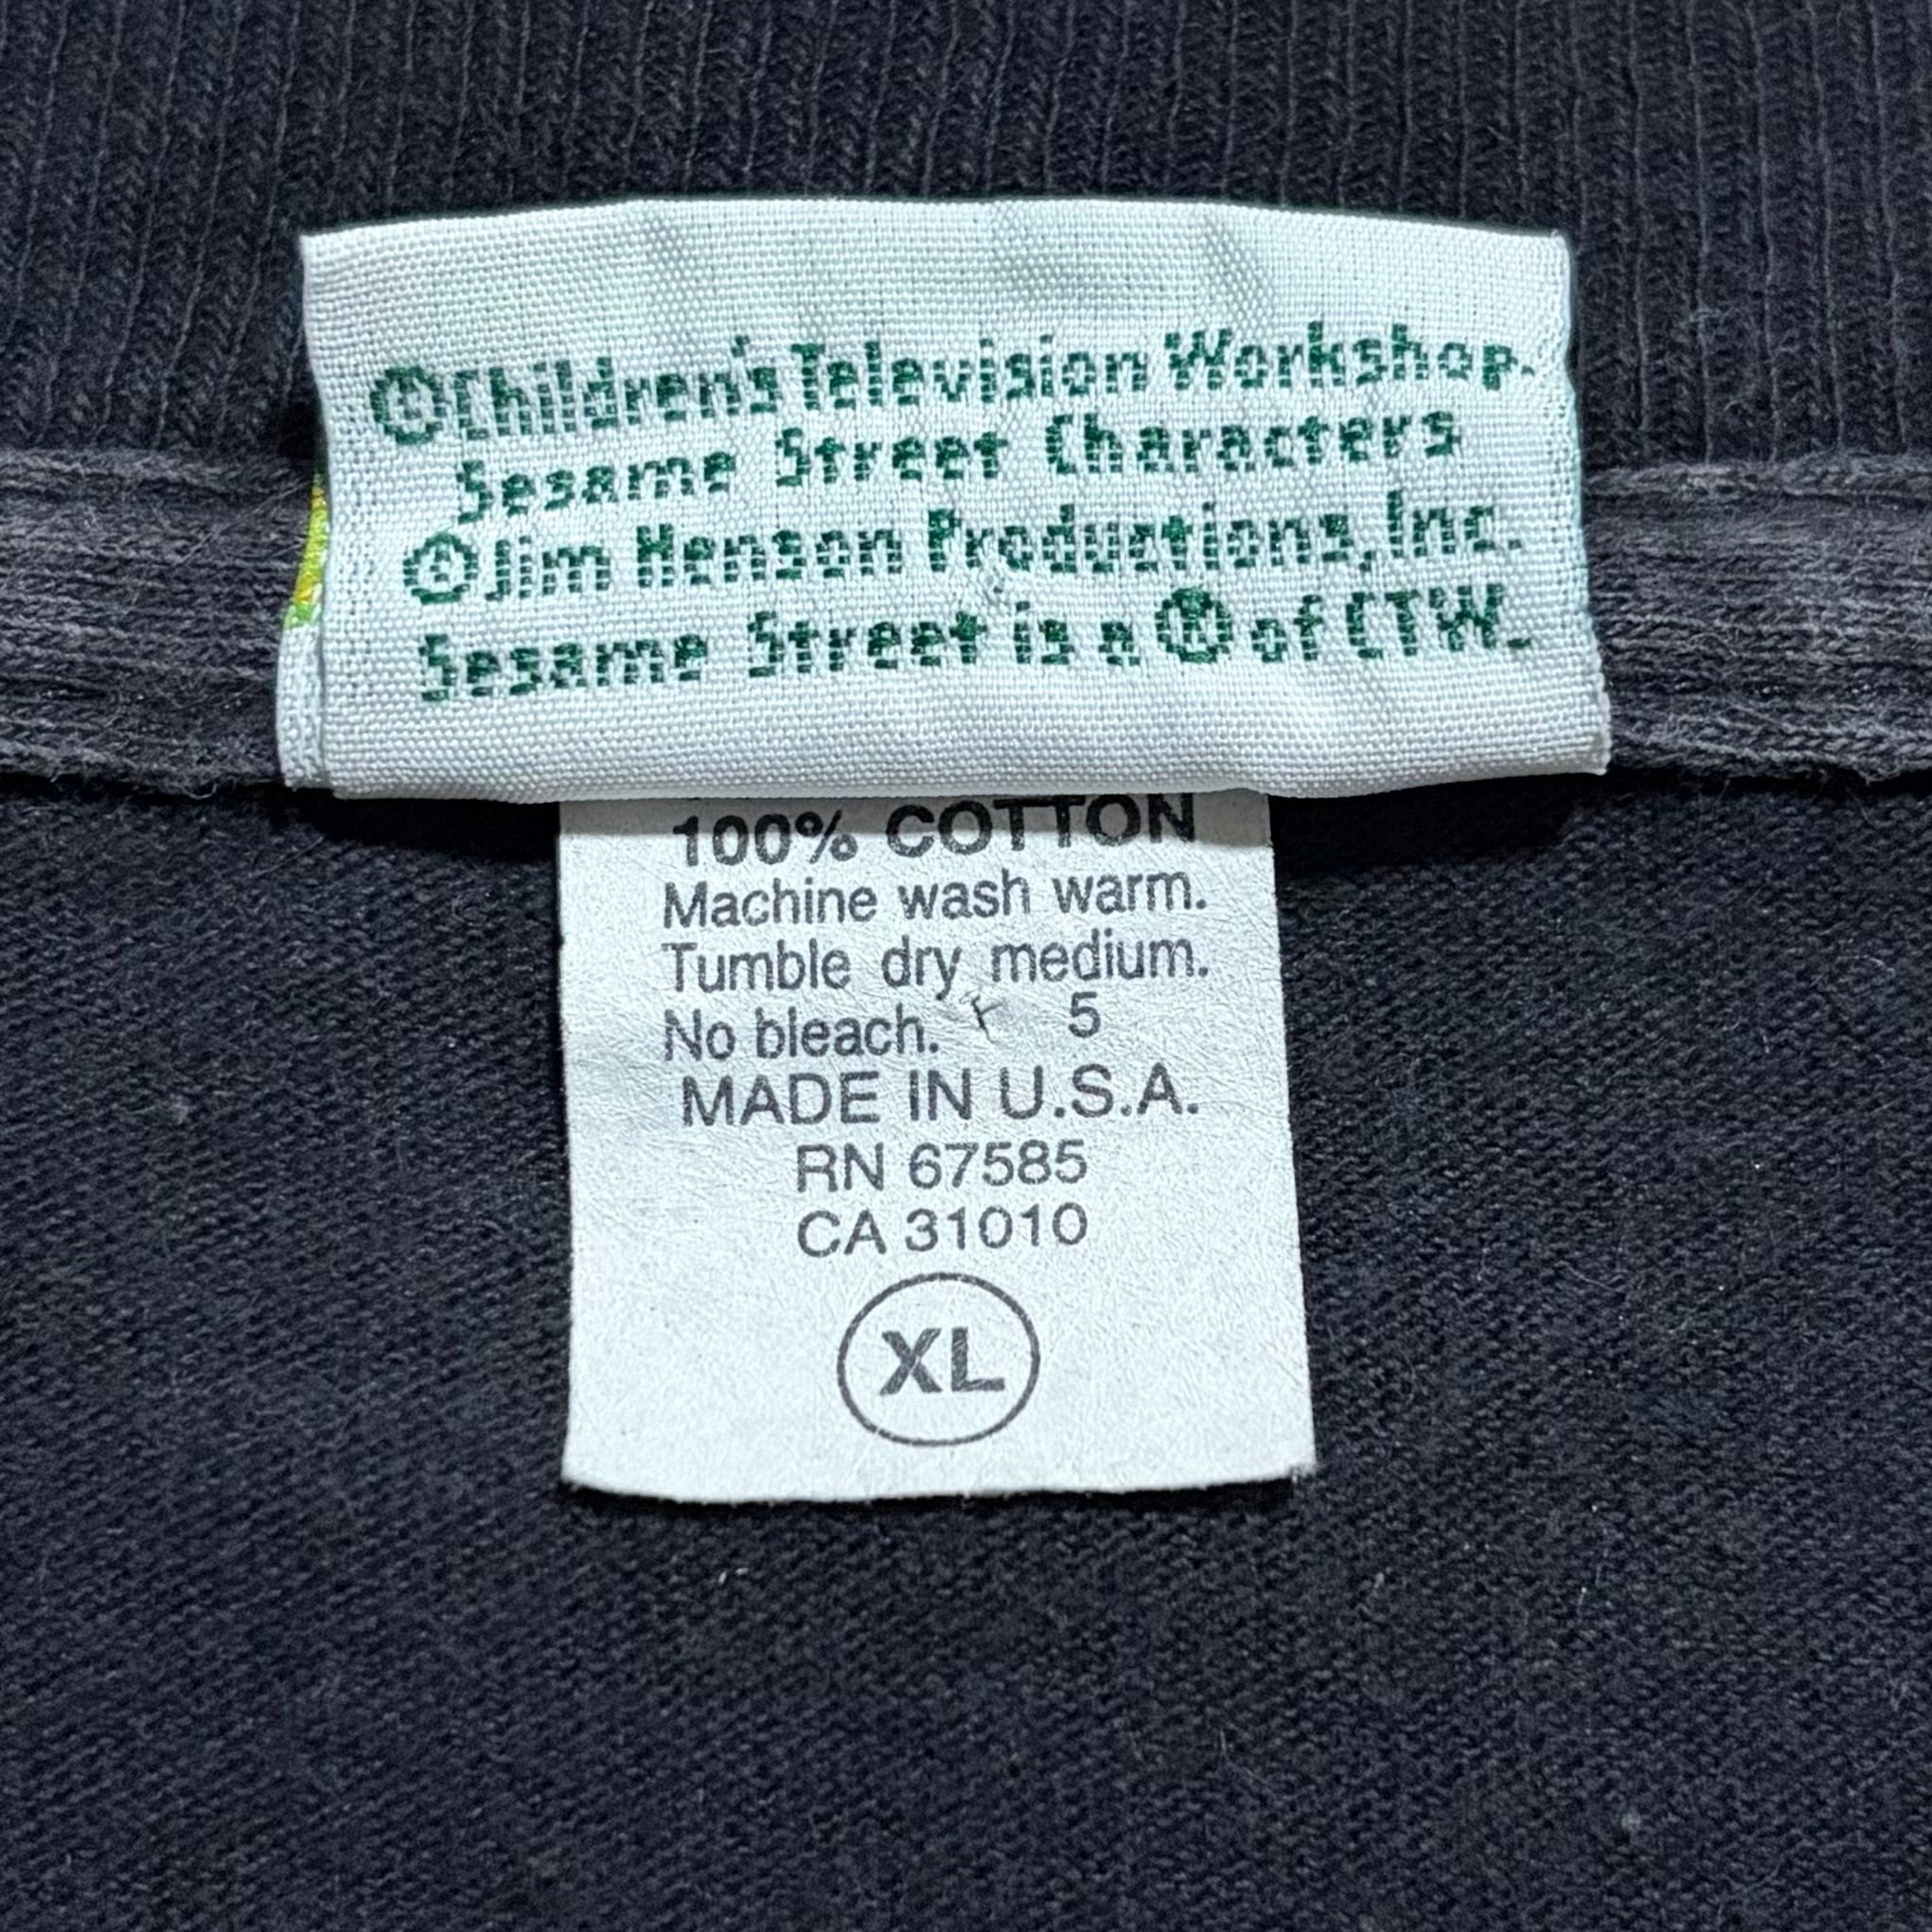 ©Children's Television Workshop.
Sesame Street Characters
©Jim Henson Productions, Inc.
Sesame Street is a ® of CTW.
100% COTTON
Machine wash warm.
Tumble dry medium.
No bleach. 5
MADE IN U.S.A.
RN 67585
CA 31010
XL